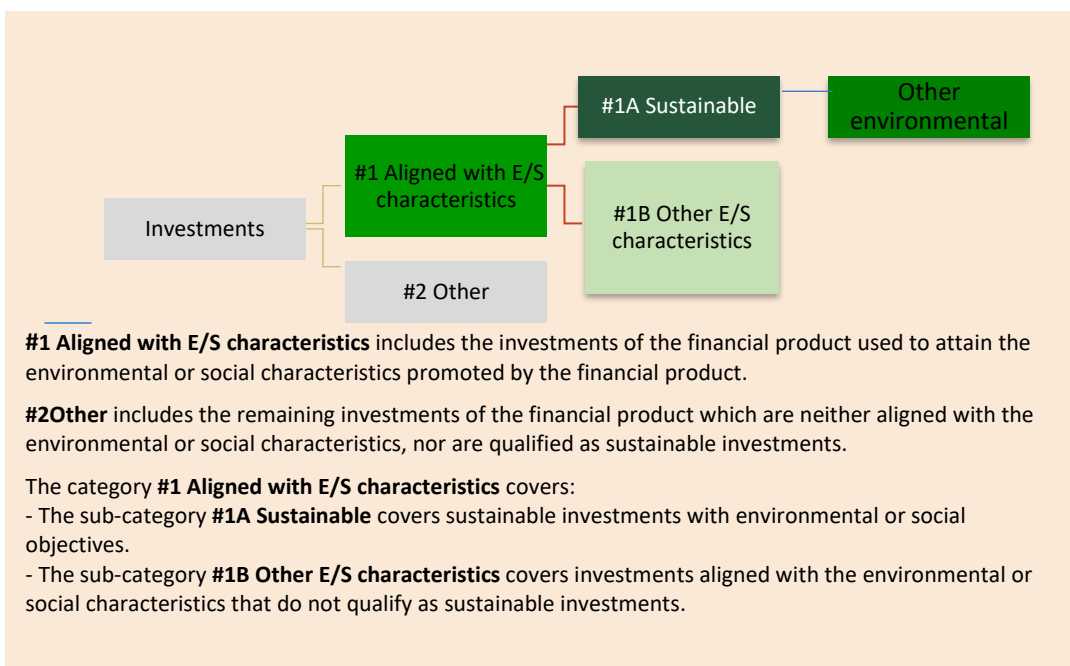 #1A Sustainable
Other
environmental
#1 Aligned with E/S
characteristics
#1B Other E/S
characteristics
Investments
#2 Other
#1 Aligned with E/S characteristics includes the investments of the financial product used to attain the
environmental or social characteristics promoted by the financial product.
#2Other includes the remaining investments of the financial product which are neither aligned with the
environmental or social characteristics, nor are qualified as sustainable investments.
The category #1 Aligned with E/S characteristics covers:
- The sub-category #1A Sustainable covers sustainable investments with environmental or social
objectives.
- The sub-category #1B Other E/S characteristics covers investments aligned with the environmental or
social characteristics that do not qualify as sustainable investments.